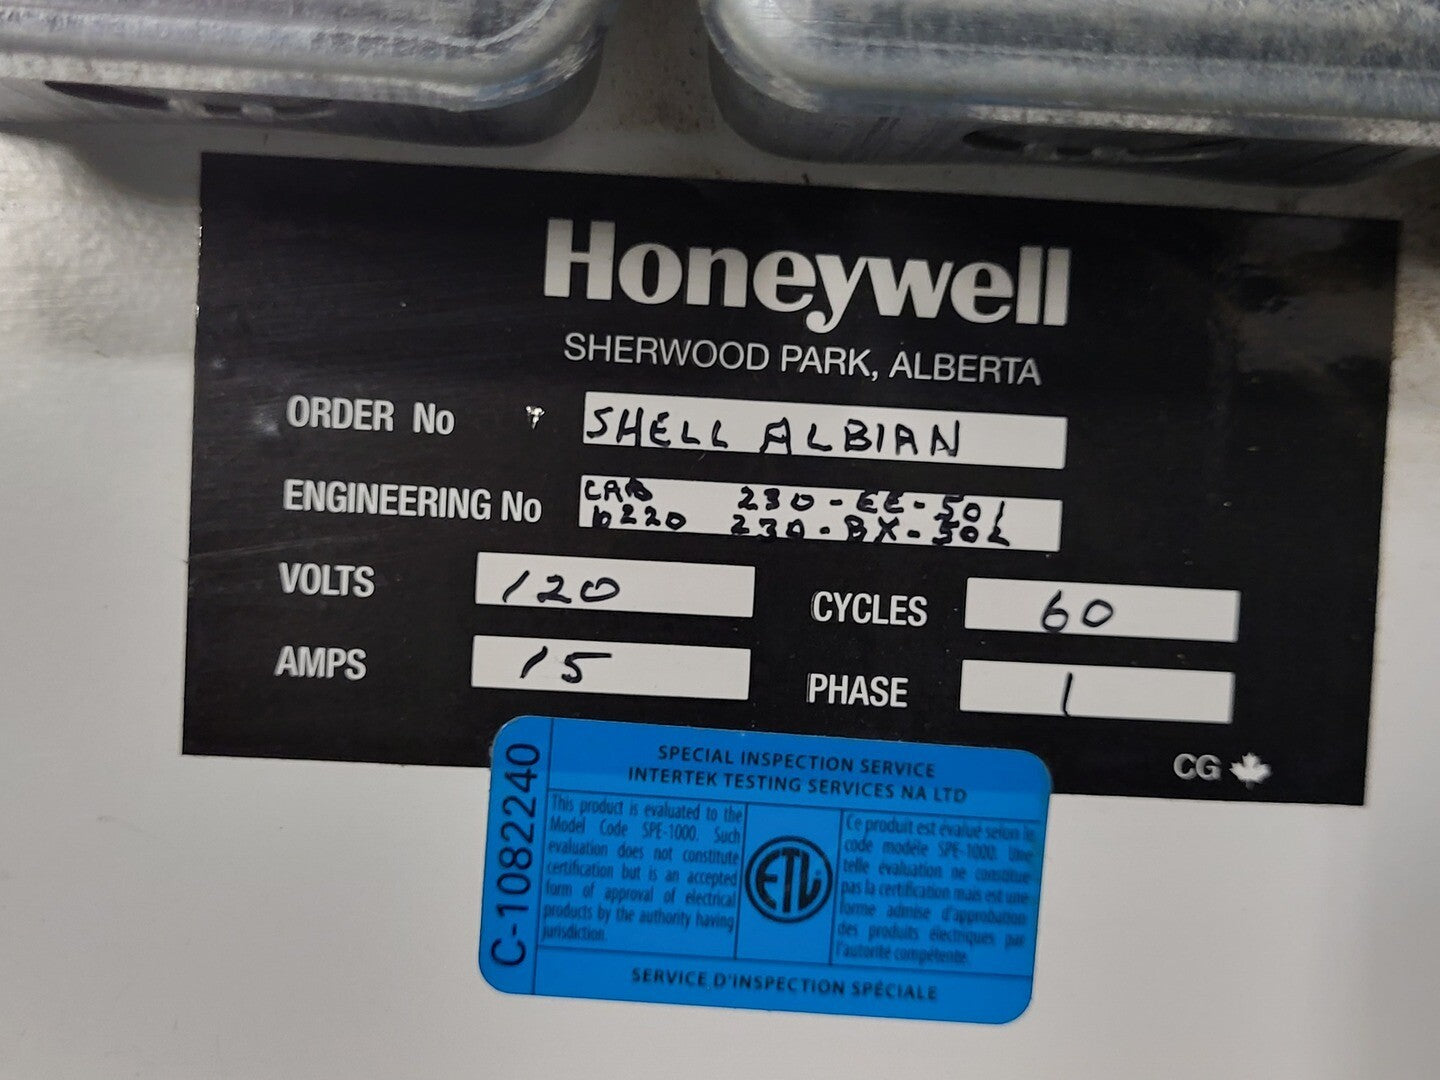 Honeywell
SHERWOOD PARK, ALBERTA
ORDER No SHELL ALBIAN
ENGINEERING No CAB 230-EE-501
6220 230-BX-502
VOLTS 120 CYCLES 60
AMPS 15 PHASE 1
CG
C-1082240
SPECIAL INSPECTION SERVICE
INTERTEK TESTING SERVICES NA LTD
This product is evaluated to the
Model Code SPE-1000. Such
evaluation does not constitute
certification but is an accepted
form of approval of electrical
products by the authority having
jurisdiction.
ETL
Ce produit est évalué selon le
code modèle SPE-1000. Une
telle évaluation ne constitue
pas la certification mais est une
forme admise d'approbation
des produits électriques par
l'autorité compétente.
SERVICE D'INSPECTION SPÉCIALE